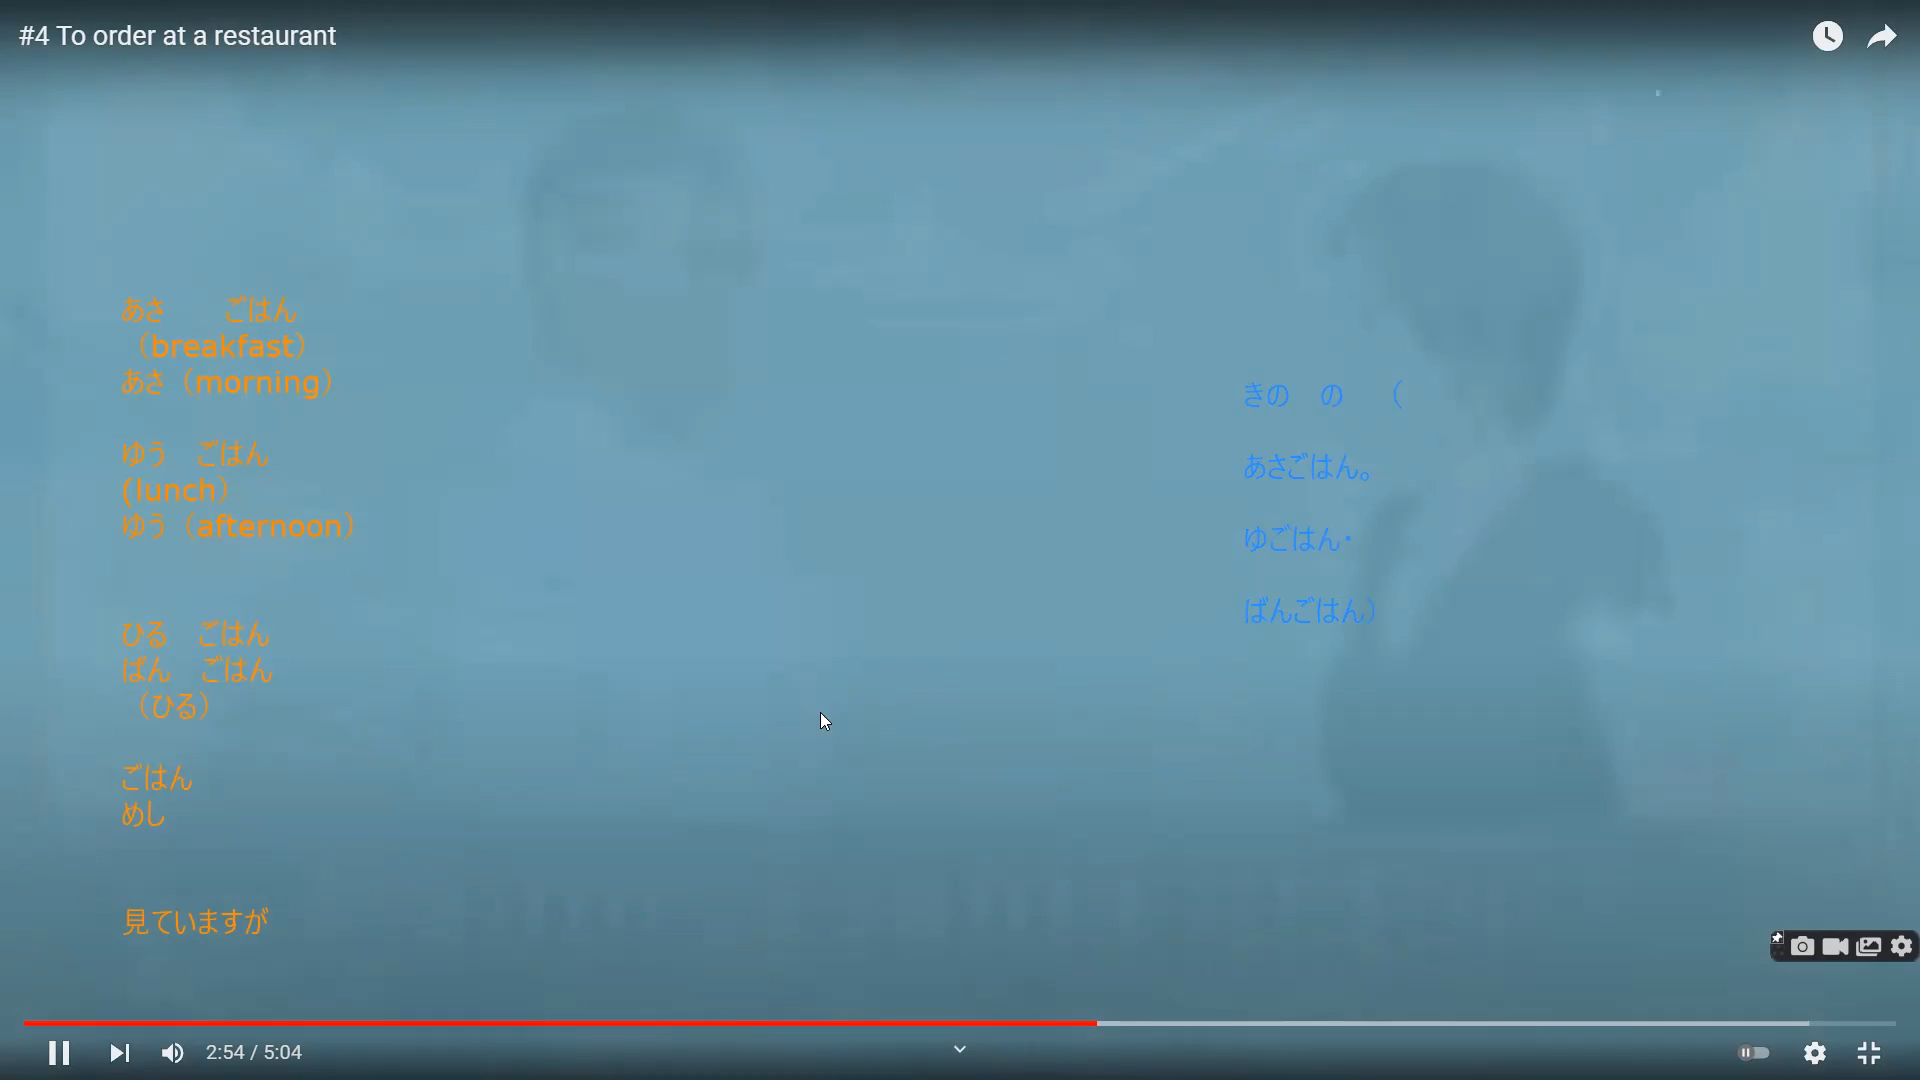 #4 To order at a restaurant
あさ　　ごはん
（breakfast）
あさ（morning）
ゆう　ごはん
(lunch）
ゆう（afternoon）
ひる　ごはん
ばん　ごはん
（ひる）
ごはん
めし
見ていますが
きの　の　（
あさごはん。
ゆごはん・
ばんごはん）
2:54 / 5:04